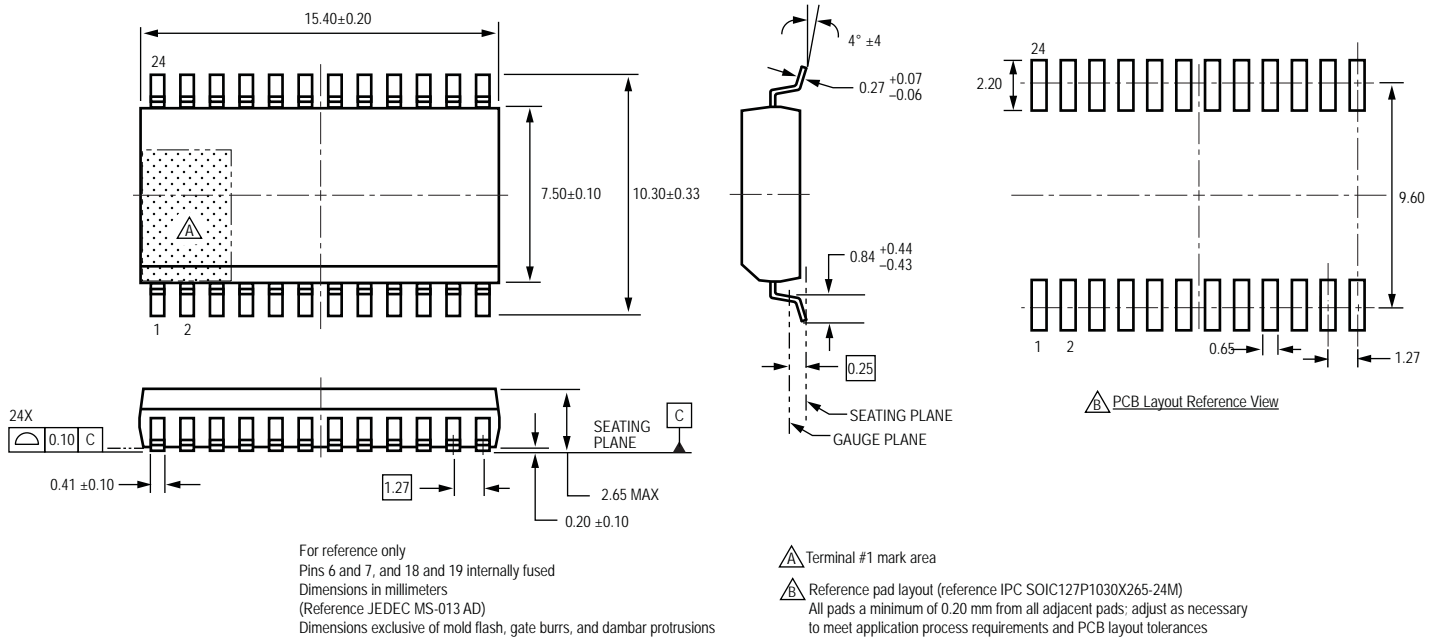 15.40±0.20
24
7.50±0.10
10.30±0.33
A
1 2
4° ±4
0.27 +0.07
−0.06
0.84 +0.44
−0.43
0.25
SEATING PLANE
GAUGE PLANE
24
2.20
9.60
1 2
0.65
1.27
B PCB Layout Reference View
24X
0.10 C
SEATING
PLANE
C
0.41 ±0.10
1.27
2.65 MAX
0.20 ±0.10
For reference only
Pins 6 and 7, and 18 and 19 internally fused
Dimensions in millimeters
(Reference JEDEC MS-013 AD)
Dimensions exclusive of mold flash, gate burrs, and dambar protrusions
A Terminal #1 mark area
B Reference pad layout (reference IPC SOIC127P1030X265-24M)
All pads a minimum of 0.20 mm from all adjacent pads; adjust as necessary
to meet application process requirements and PCB layout tolerances